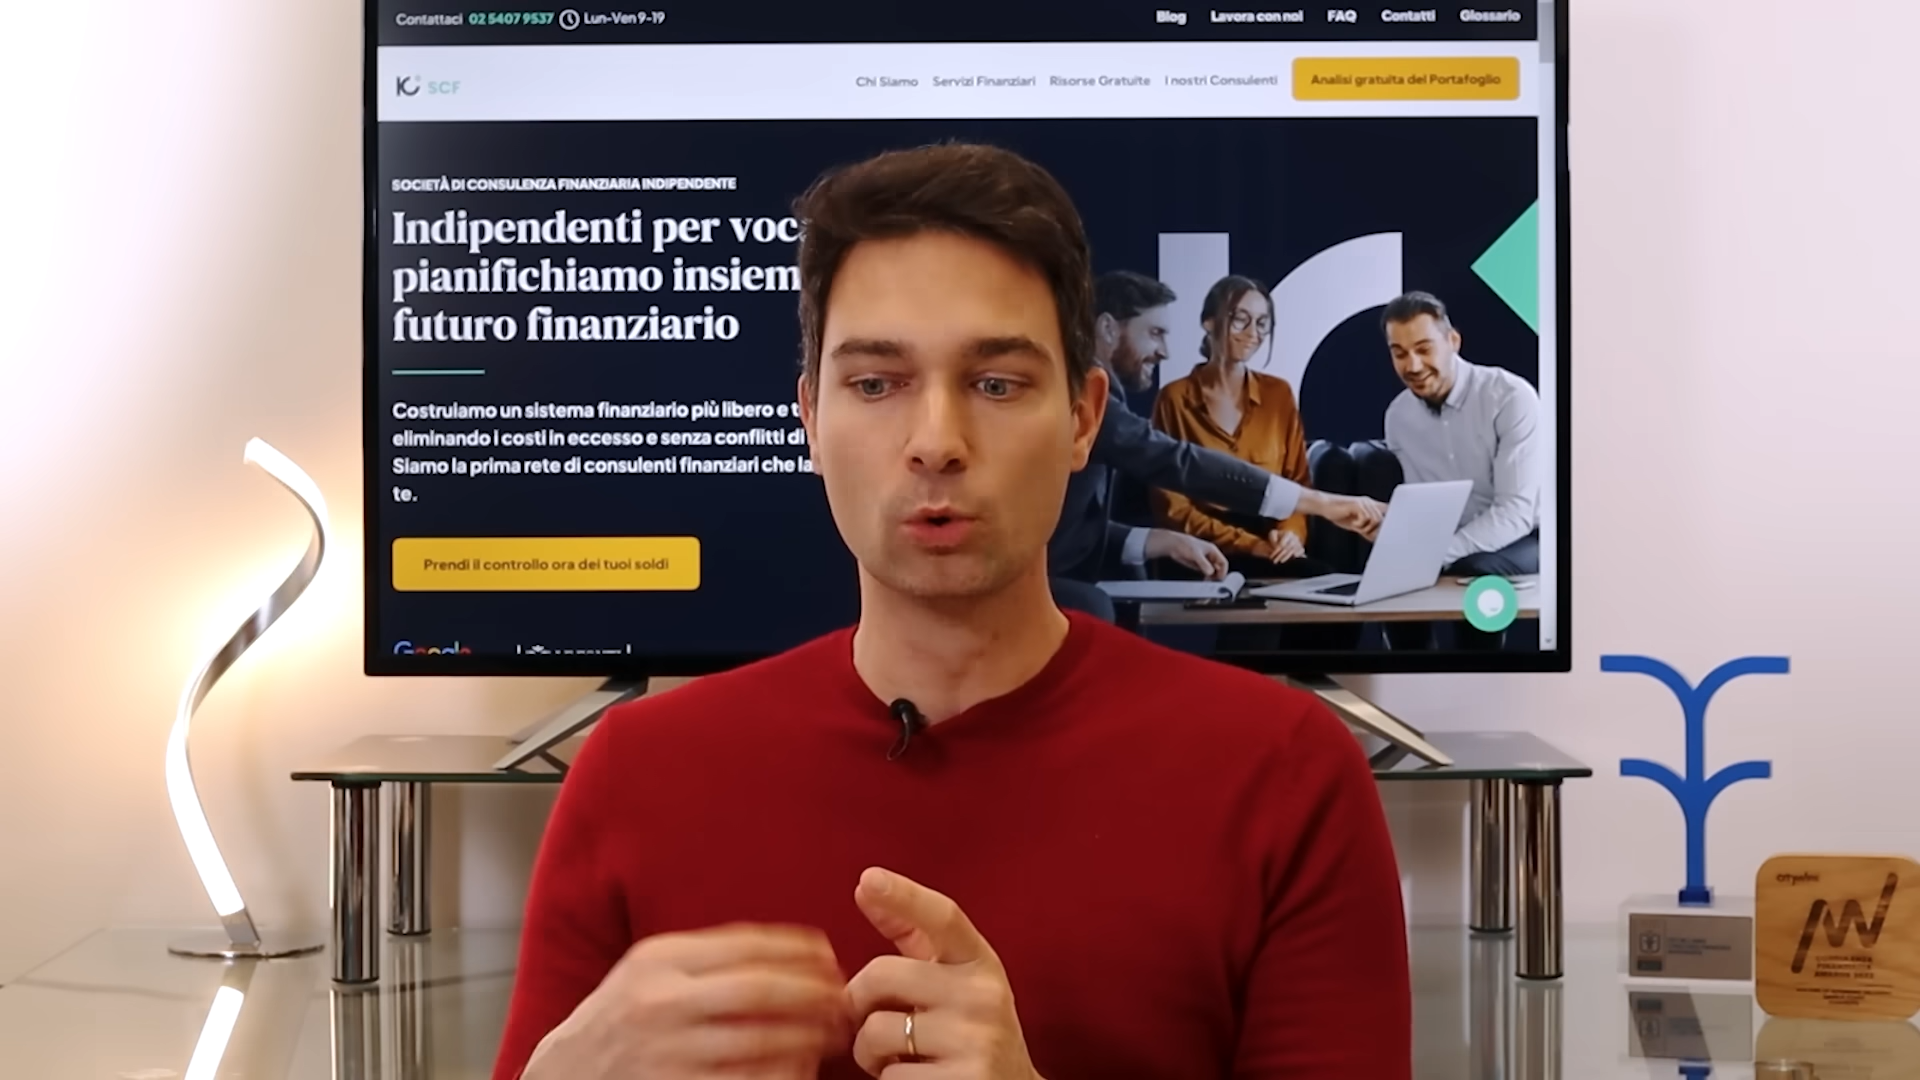 Contattaci 02 5407 9537 Lun-Ven 9-19
Blog Lavora con noi FAQ Contatti Glossario
SCF
Chi Siamo Servizi Finanziari Risorse Gratuite I nostri Consulenti Analisi gratuita del Portafoglio
SOCIETÀ DI CONSULENZA FINANZIARIA INDIPENDENTE
Indipendenti per voc
pianifichiamo insiem
futuro finanziario
Costruiamo un sistema finanziario più libero e t
eliminando i costi in eccesso e senza conflitti di
Siamo la prima rete di consulenti finanziari che la
te.
Prendi il controllo ora dei tuoi soldi
Google